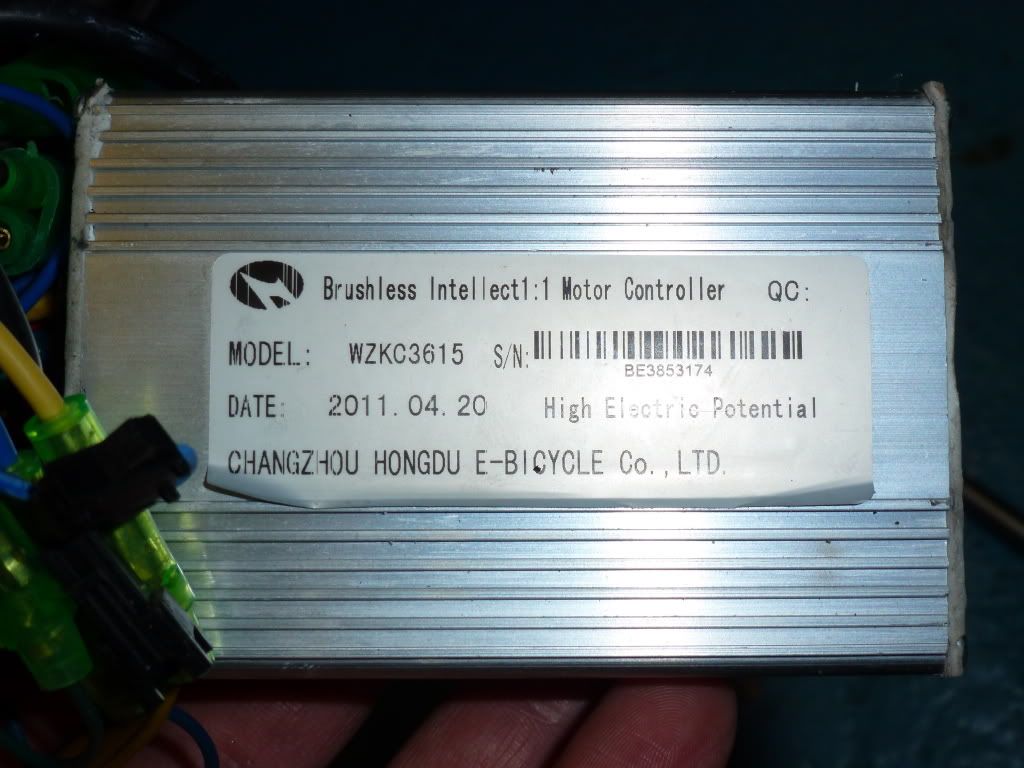 Brushless Intellect1:1 Motor Controller QC:
MODEL: WZKC3615 S/N:
BE3853174
DATE: 2011.04.20 High Electric Potential
CHANGZHOU HONGDU E-BICYCLE Co.,LTD.